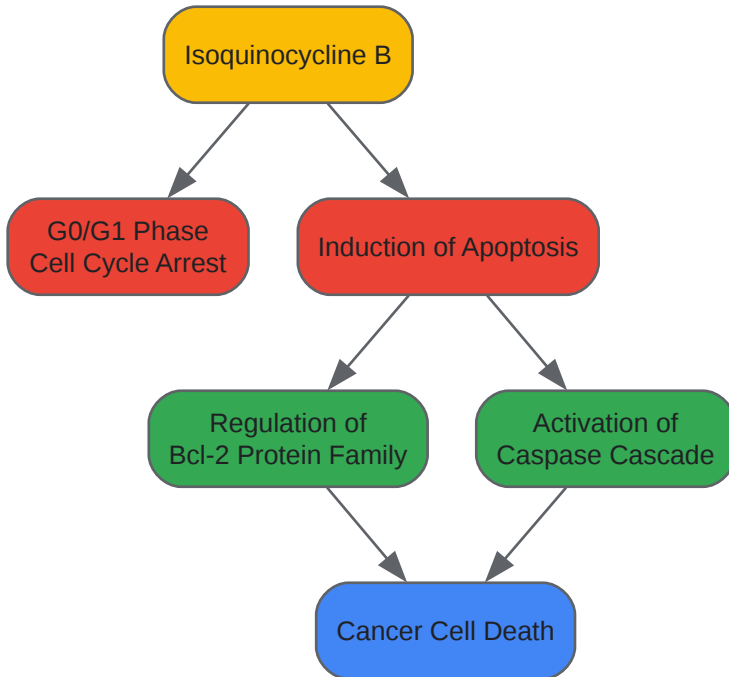 Isoquinocycline B
G0/G1 Phase
Cell Cycle Arrest
Induction of Apoptosis
Regulation of
Bcl-2 Protein Family
Activation of
Caspase Cascade
Cancer Cell Death